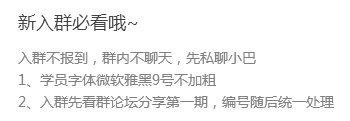 新入群必看哦~
入群不报到，群内不聊天，先私聊小巴
1、学员字体微软雅黑9号不加粗
2、入群先看群论坛分享第一期，编号随后统一处理